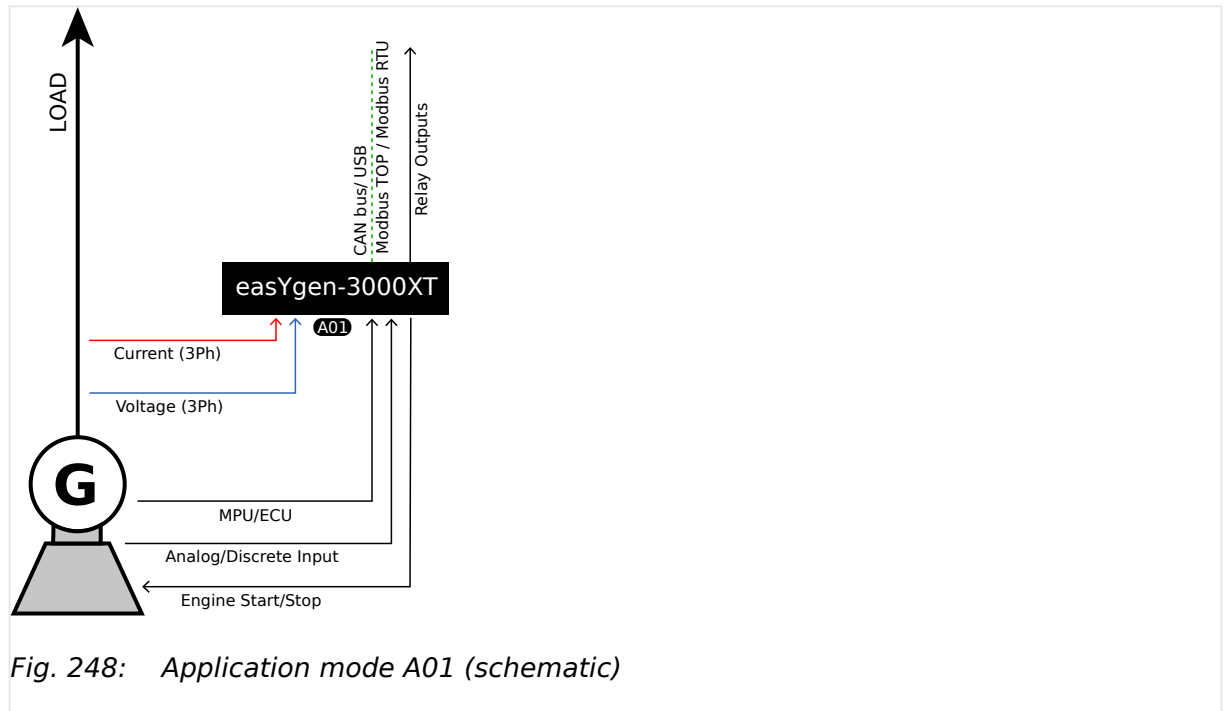 LOAD
CAN bus/ USB
Modbus TOP / Modbus RTU
Relay Outputs
easYgen-3000XT
A01
Current (3Ph)
Voltage (3Ph)
G
MPU/ECU
Analog/Discrete Input
Engine Start/Stop
Fig. 248: Application mode A01 (schematic)